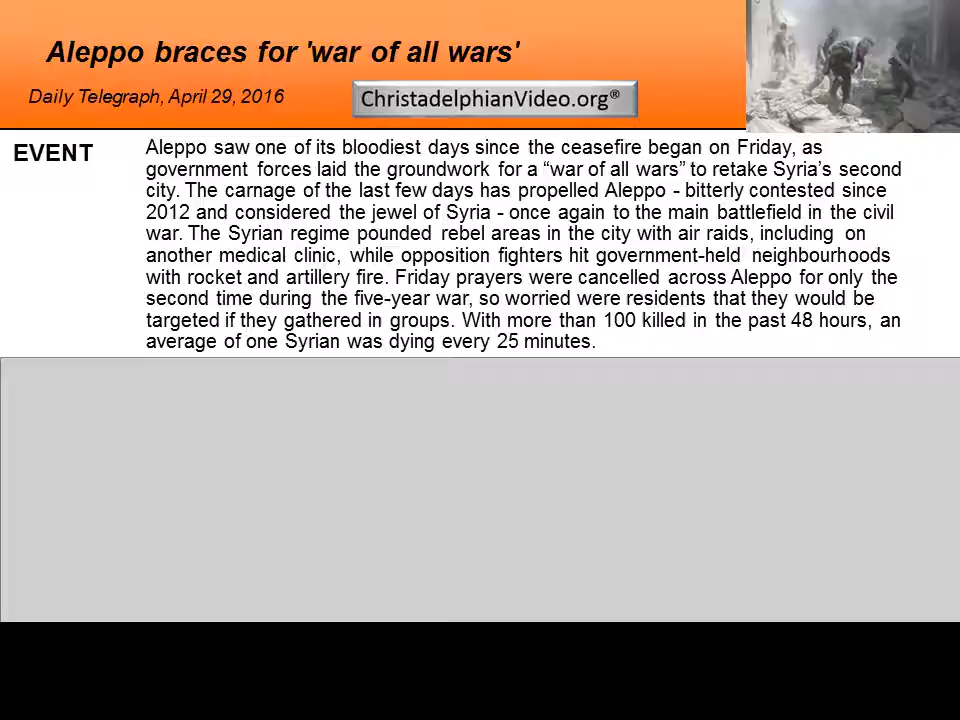 Aleppo braces for 'war of all wars'
Daily Telegraph, April 29, 2016
ChristadelphianVideo.org®
EVENT
Aleppo saw one of its bloodiest days since the ceasefire began on Friday, as
government forces laid the groundwork for a “war of all wars” to retake Syria’s second
city. The carnage of the last few days has propelled Aleppo - bitterly contested since
2012 and considered the jewel of Syria - once again to the main battlefield in the civil
war. The Syrian regime pounded rebel areas in the city with air raids, including on
another medical clinic, while opposition fighters hit government-held neighbourhoods
with rocket and artillery fire. Friday prayers were cancelled across Aleppo for only the
second time during the five-year war, so worried were residents that they would be
targeted if they gathered in groups. With more than 100 killed in the past 48 hours, an
average of one Syrian was dying every 25 minutes.